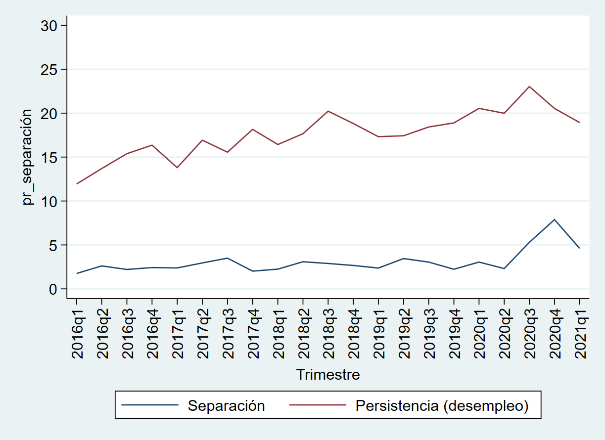 30
25
20
15
10
5
0
pr_separación
2016q1
2016q2
2016q3
2016q4
2017q1
2017q2
2017q3
2017q4
2018q1
2018q2
2018q3
2018q4
2019q1
2019q2
2019q3
2019q4
2020q1
2020q2
2020q3
2020q4
2021q1
Trimestre
Separación
Persistencia (desempleo)